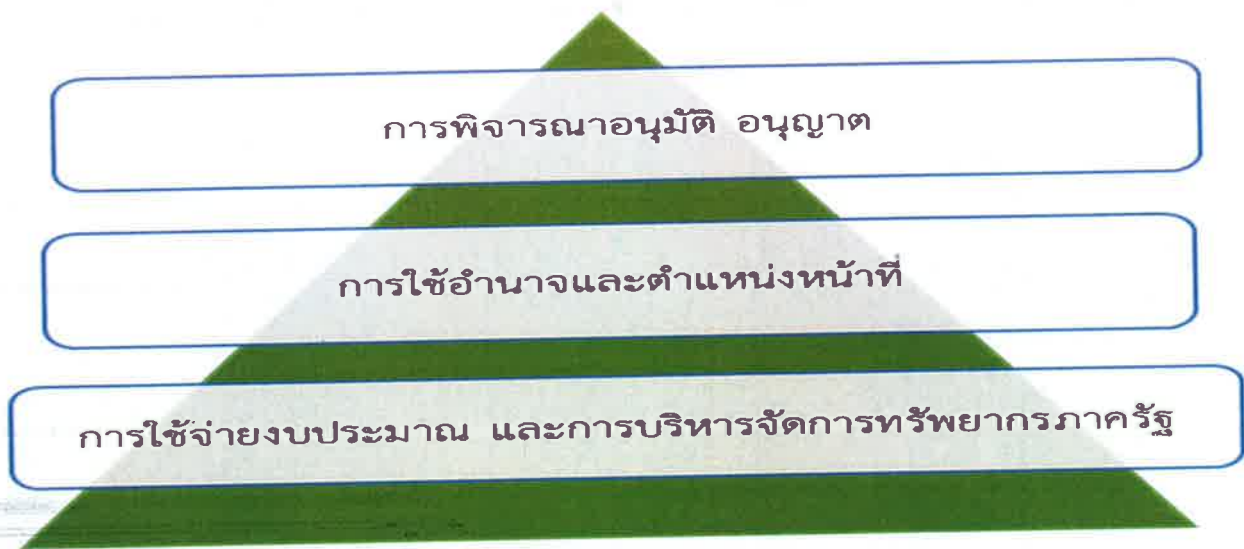 การพิจารณาอนุมัติ อนุญาต
การใช้อำนาจและตำแหน่งหน้าที่
การใช้จ่ายงบประมาณ และการบริหารจัดการทรัพยากรภาครัฐ